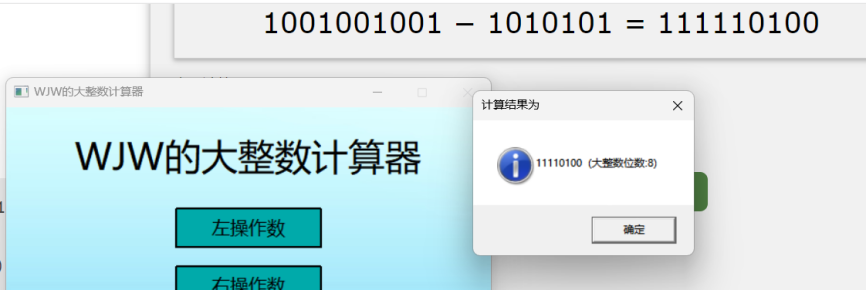 1001001001 − 1010101 = 111110100
WJW的大整数计算器
计算结果为
WJW的大整数计算器
11110100 (大整数位数:8)
左操作数
确定
右操作数